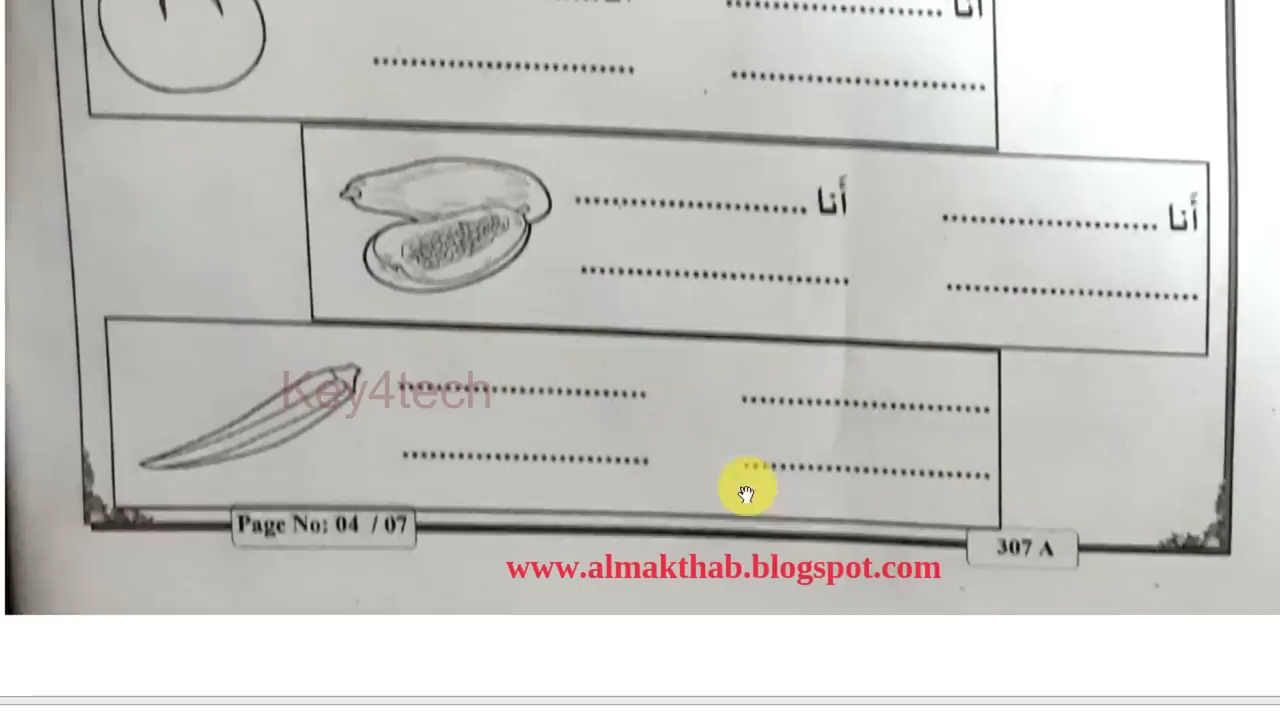 أنا ........................
........................ ........................
أنا ........................ أنا ........................
........................ ........................
Key4tech
........................ ........................
........................ ........................
Page No: 04 / 07
307 A
www.almakthab.blogspot.com